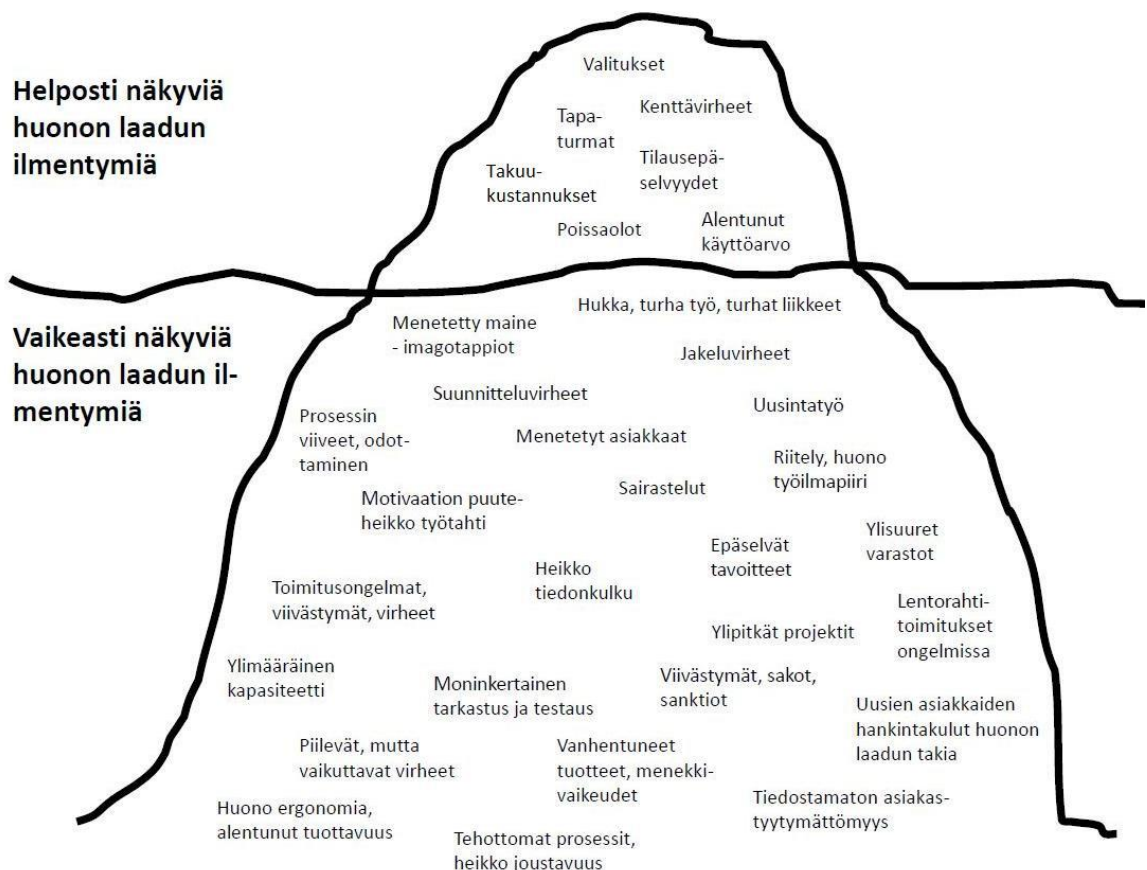 Helposti näkyviä
huonon laadun
ilmentymiä
Valitukset
Kenttävirheet
Tapa-
turmat
Tilausepä-
selvyydet
Takuu-
kustannukset
Poissaolot
Alentunut
käyttöarvo
Vaikeasti näkyviä
huonon laadun il-
mentymiä
Hukka, turha työ, turhat liikkeet
Menetetty maine
- imagotappiot
Jakeluvirheet
Suunnitteluvirheet
Uusintatyö
Prosessin
viiveet, odot-
taminen
Menetetyt asiakkaat
Riitely, huono
työilmapiiri
Sairastelut
Motivaation puute-
heikko työtahti
Ylisuuret
varastot
Epäselvät
tavoitteet
Heikko
tiedonkulku
Toimitusongelmat,
viivästymät, virheet
Lentorahti-
toimitukset
ongelmissa
Ylipitkät projektit
Ylimääräinen
kapasiteetti
Moninkertainen
tarkastus ja testaus
Viivästymät, sakot,
sanktiot
Uusien asiakkaiden
hankintakulut huonon
laadun takia
Piilevät, mutta
vaikuttavat virheet
Vanhentuneet
tuotteet, menekki-
vaikeudet
Huono ergonomia,
alentunut tuottavuus
Tiedostamaton asiakas-
tyytymättömyys
Tehottomat prosessit,
heikko joustavuus